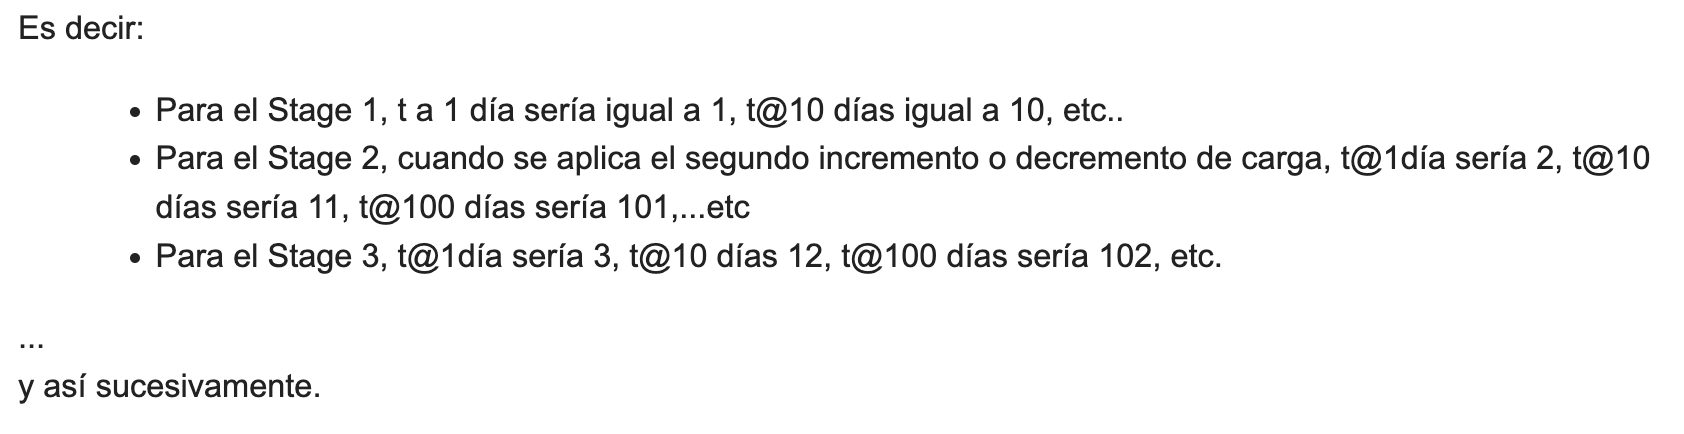 Es decir:
• Para el Stage 1, t a 1 día sería igual a 1, t@10 días igual a 10, etc..
• Para el Stage 2, cuando se aplica el segundo incremento o decremento de carga, t@1día sería 2, t@10
días sería 11, t@100 días sería 101,...etc
• Para el Stage 3, t@1día sería 3, t@10 días 12, t@100 días sería 102, etc.
...
y así sucesivamente.